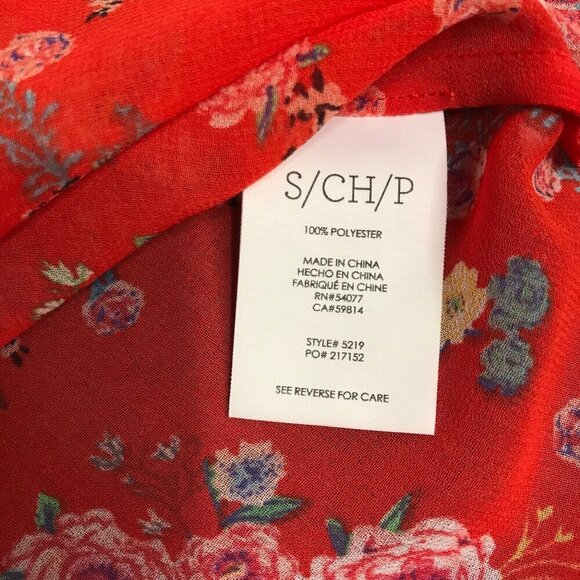 S/CH/P
100% POLYESTER
MADE IN CHINA
HECHO EN CHINA
FABRIQUÉ EN CHINE
RN#54077
CA#59814
STYLE# 5219
PO# 217152
SEE REVERSE FOR CARE